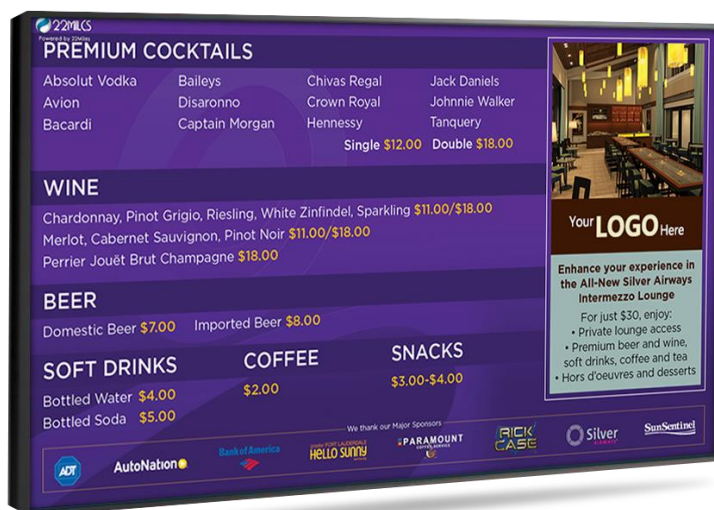 22MILES
Powered by 22Miles
PREMIUM COCKTAILS
Absolut Vodka Baileys Chivas Regal Jack Daniels
Avion Disaronno Crown Royal Johnnie Walker
Bacardi Captain Morgan Hennessy Tanquery
Single $12.00 Double $18.00
WINE
Chardonnay, Pinot Grigio, Riesling, White Zinfindel, Sparkling $11.00/$18.00
Merlot, Cabernet Sauvignon, Pinot Noir $11.00/$18.00
Perrier Jouët Brut Champagne $18.00
BEER
Domestic Beer $7.00 Imported Beer $8.00
SOFT DRINKS
Bottled Water $4.00
Bottled Soda $5.00
COFFEE
$2.00
SNACKS
$3.00-$4.00
Your LOGO Here
Enhance your experience in
the All-New Silver Airways
Intermezzo Lounge
For just $30, enjoy:
• Private lounge access
• Premium beer and wine,
soft drinks, coffee and tea
• Hors d'oeuvres and desserts
We thank our Major Sponsors
ADT
AutoNation
Bank of America
greater FORT LAUDERDALE
HELLO SUNNY
PARAMOUNT
COFFEE SERVICE
RICK
CASE
Silver
AIRWAYS
SunSentinel